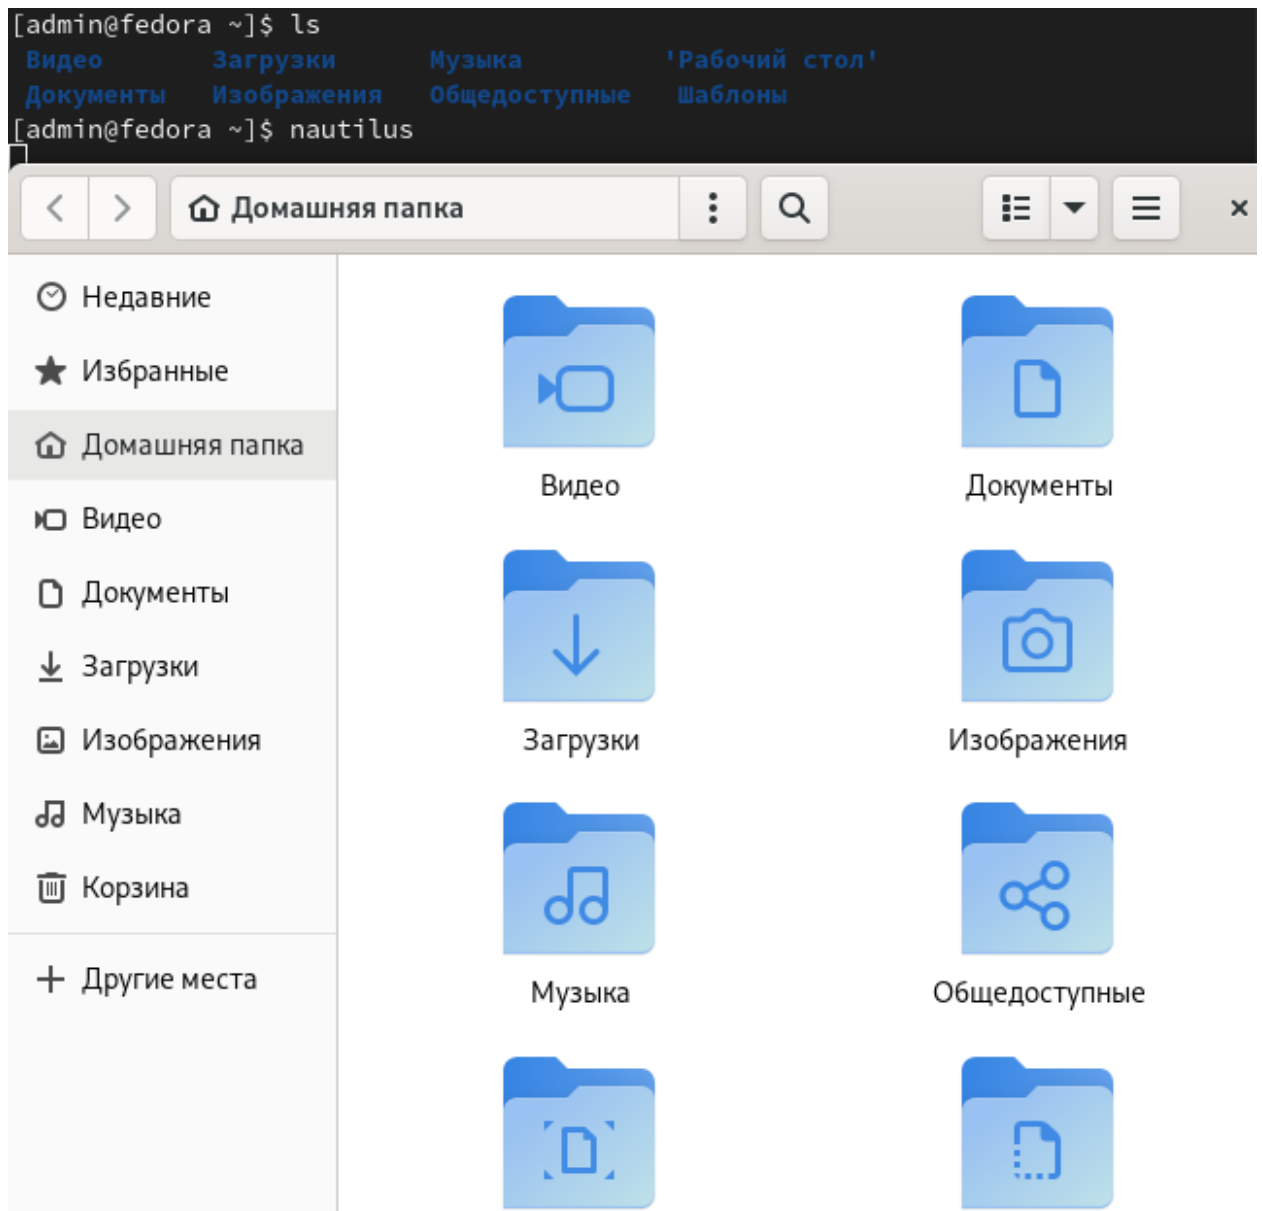 [admin@fedora ~]$ ls
Видео Загрузки Музыка 'Рабочий стол'
Документы Изображения Общедоступные Шаблоны
[admin@fedora ~]$ nautilus
Домашняя папка
Недавние
Избранные
Домашняя папка
Видео
Документы
Загрузки
Изображения
Музыка
Корзина
Другие места
Видео Документы
Загрузки Изображения
Музыка Общедоступные